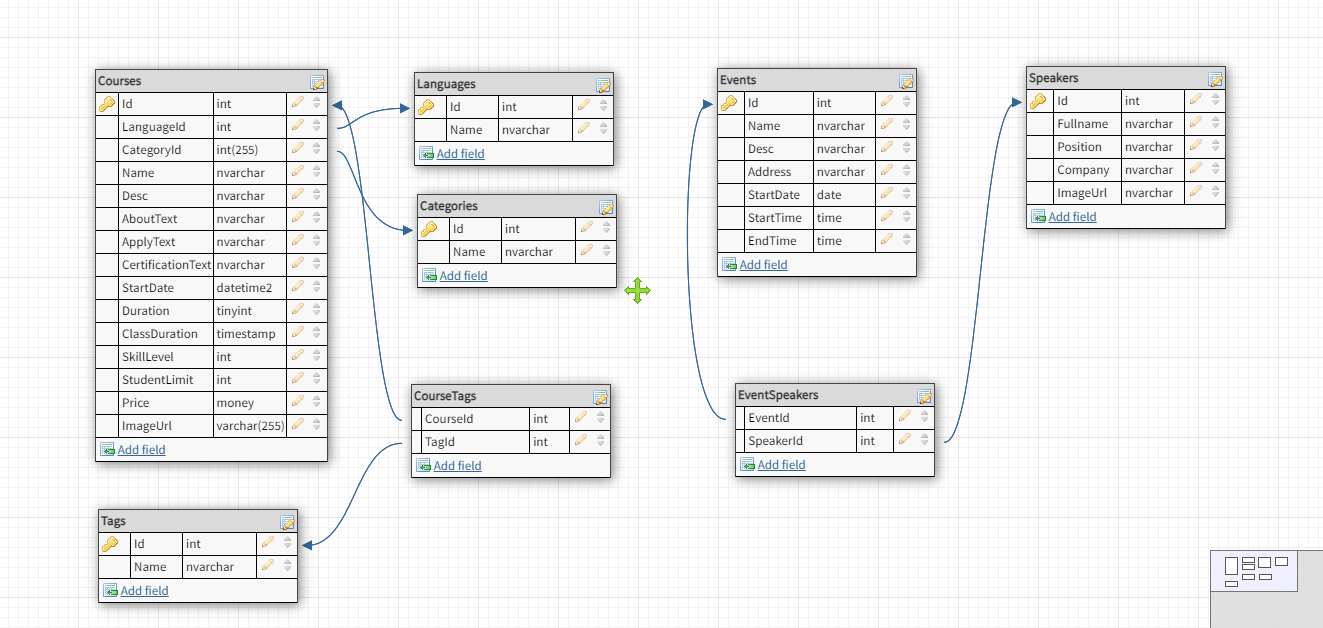 Courses
Id int
LanguageId int
CategoryId int(255)
Name nvarchar
Desc nvarchar
AboutText nvarchar
ApplyText nvarchar
CertificationText nvarchar
StartDate datetime2
Duration tinyint
ClassDuration timestamp
SkillLevel int
StudentLimit int
Price money
ImageUrl varchar(255)
Add field
Languages
Id int
Name nvarchar
Add field
Categories
Id int
Name nvarchar
Add field
CourseTags
CourseId int
TagId int
Add field
Tags
Id int
Name nvarchar
Add field
Events
Id int
Name nvarchar
Desc nvarchar
Address nvarchar
StartDate date
StartTime time
EndTime time
Add field
EventSpeakers
EventId int
SpeakerId int
Add field
Speakers
Id int
Fullname nvarchar
Position nvarchar
Company nvarchar
ImageUrl nvarchar
Add field